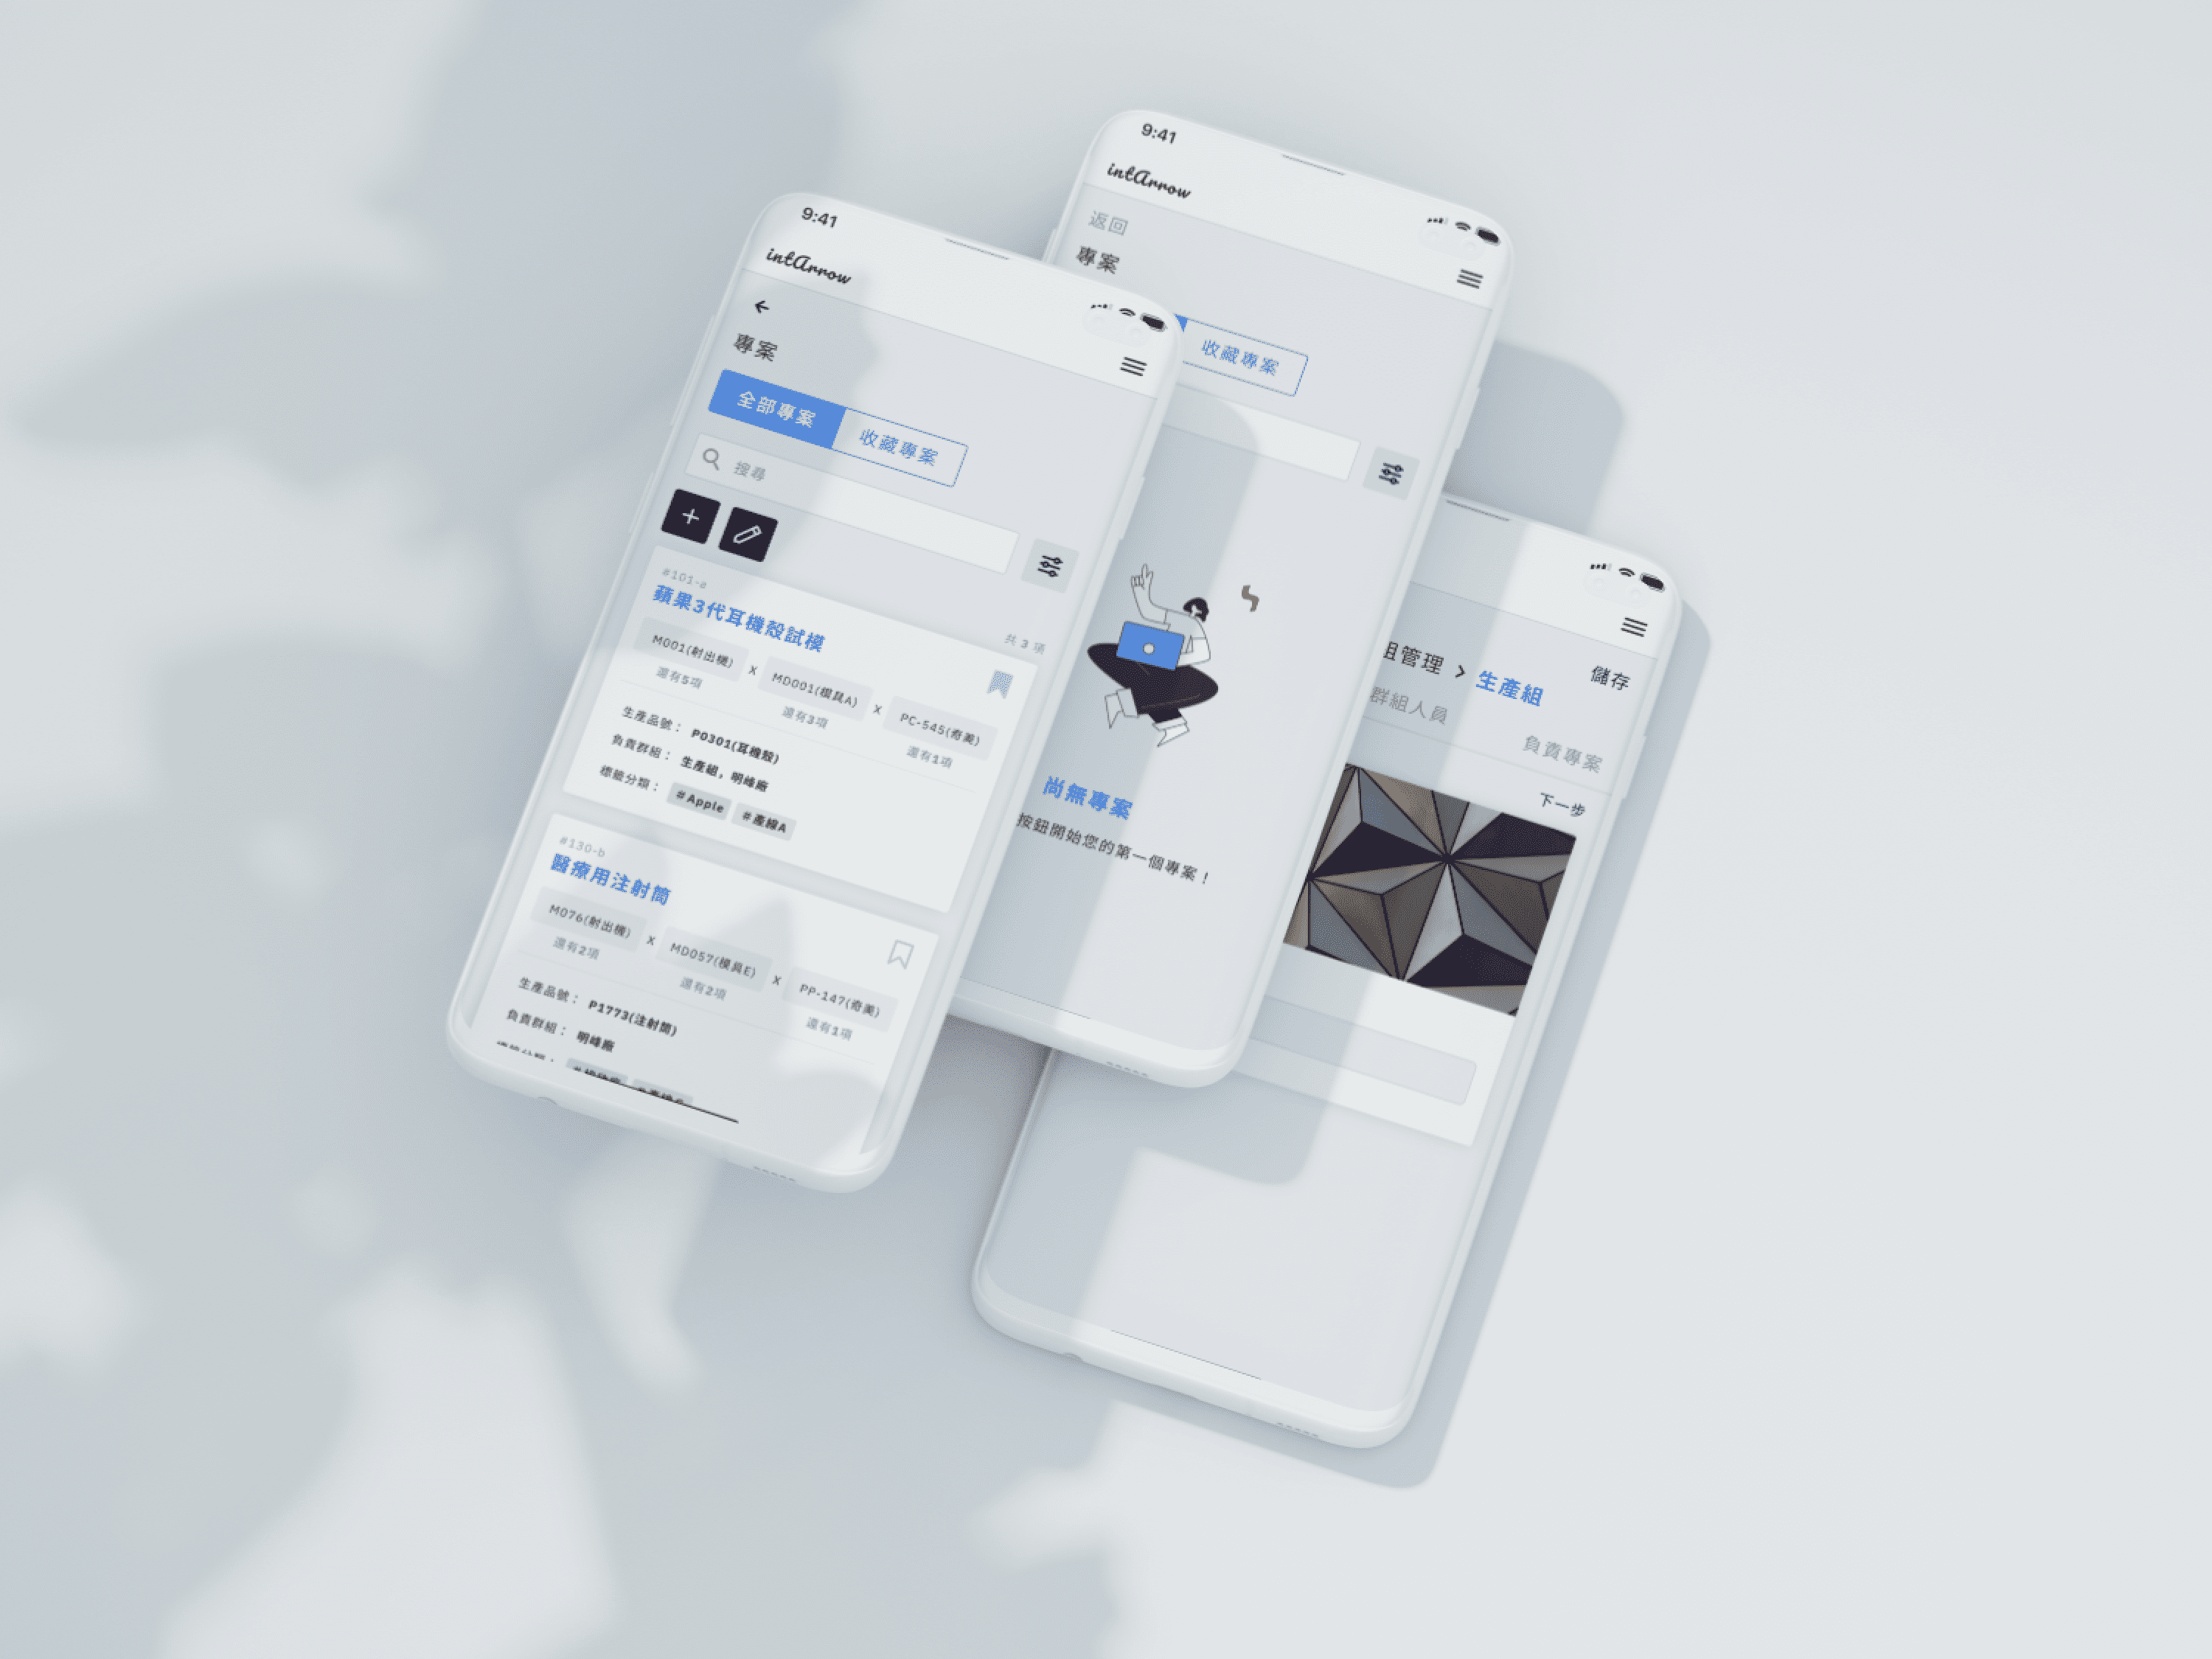 9:41
intArrow
專案
全部專案 收藏專案
搜尋
共 3 項
#101-a
蘋果3代耳機殼試模
M001(射出機) x MD001(模具A) x PC-545(奇美)
還有5項 還有3項 還有1項
生產品號： P0301(耳機殼)
負責群組： 生產組，明峰廠
標籤分類： #Apple #產線A
#130-b
醫療用注射筒
M076(射出機) x MD057(模具E) x PP-147(奇美)
還有2項 還有2項 還有1項
生產品號： P1773(注射筒)
負責群組： 明峰廠
9:41
intArrow
返回
專案
收藏專案
尚無專案
按鈕開始您的第一個專案！
組管理 > 生產組
儲存
群組人員 負責專案
下一步